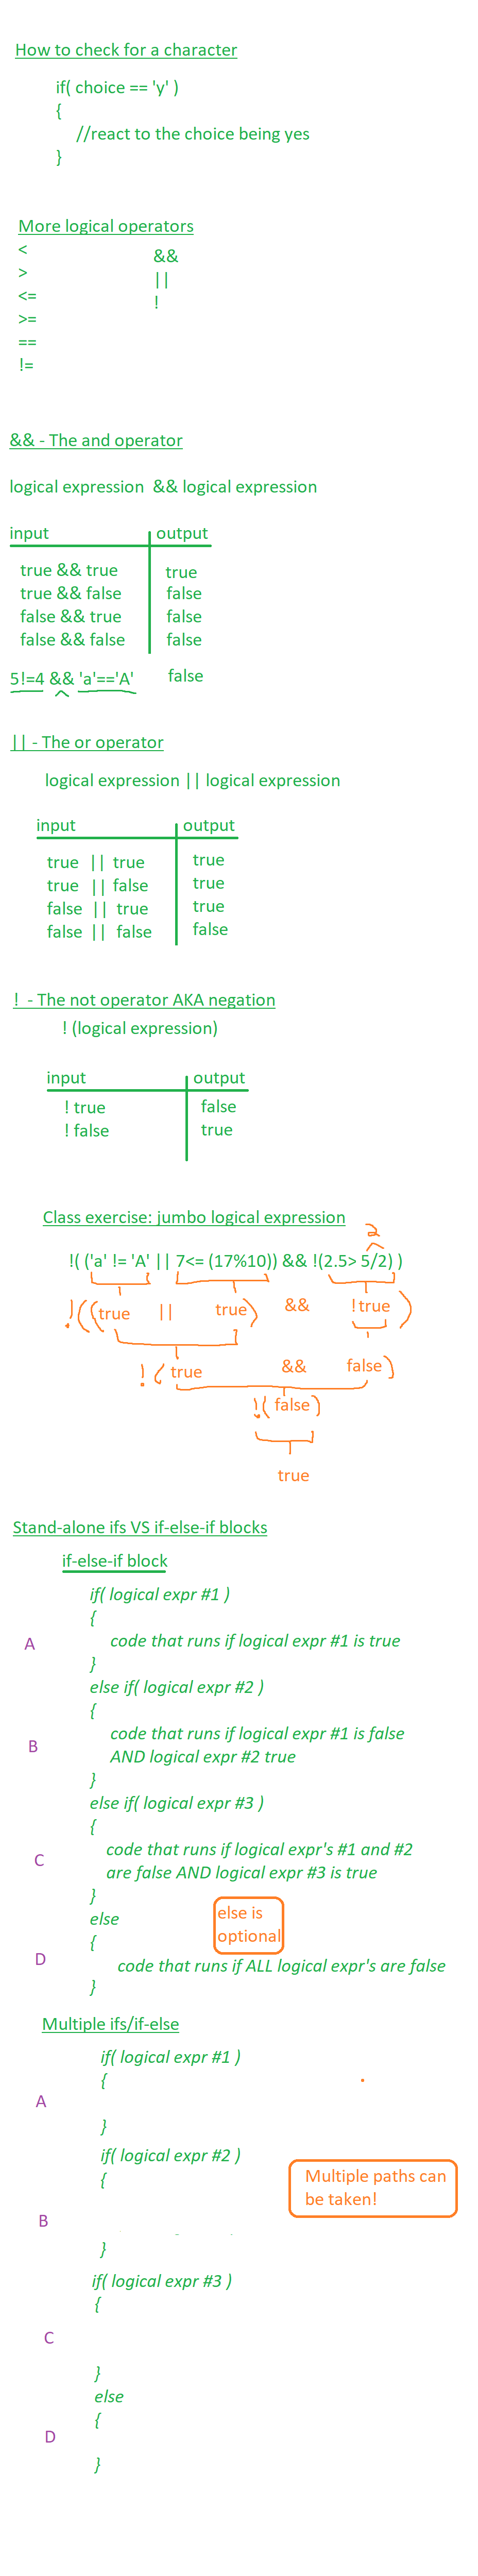 How to check for a character
if( choice == 'y' )
{
//react to the choice being yes
}
More logical operators
<
>
<=
>=
==
!=
&&
||
!
&& - The and operator
logical expression && logical expression
input output
true && true true
true && false false
false && true false
false && false false
5!=4 && 'a'=='A' false
|| - The or operator
logical expression || logical expression
input output
true || true true
true || false true
false || true true
false || false false
! - The not operator AKA negation
! (logical expression)
input output
! true false
! false true
Class exercise: jumbo logical expression
2
!( ('a' != 'A' || 7<= (17%10)) && !(2.5> 5/2) )
!((true || true) && !true)
!(true && false)
!(false)
true
Stand-alone ifs VS if-else-if blocks
if-else-if block
if( logical expr #1 )
{
A code that runs if logical expr #1 is true
}
else if( logical expr #2 )
{
code that runs if logical expr #1 is false
B AND logical expr #2 true
}
else if( logical expr #3 )
{
code that runs if logical expr's #1 and #2
C are false AND logical expr #3 is true
}
else
{
else is
optional
D code that runs if ALL logical expr's are false
}
Multiple ifs/if-else
if( logical expr #1 )
{
A
}
if( logical expr #2 )
{
Multiple paths can
be taken!
B
}
if( logical expr #3 )
{
C
}
else
{
D
}